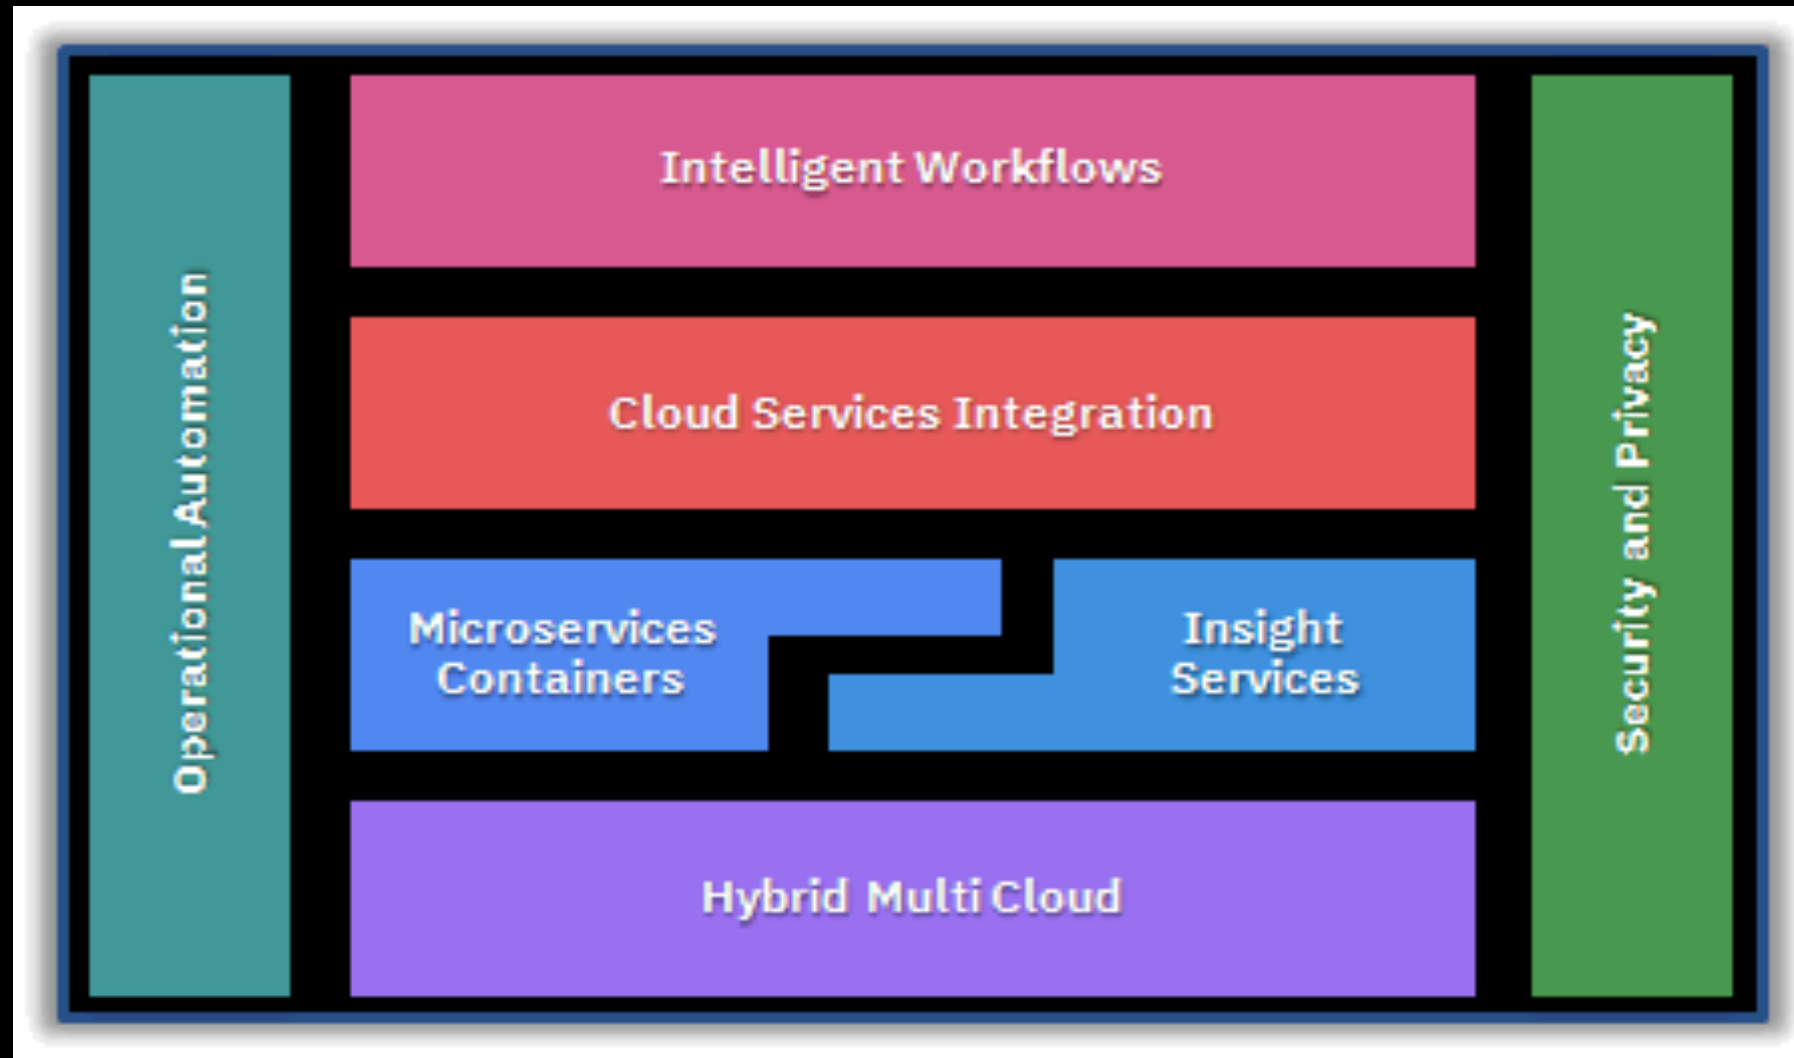 Operational Automation
Intelligent Workflows
Cloud Services Integration
Microservices
Containers
Insight
Services
Hybrid Multi Cloud
Security and Privacy